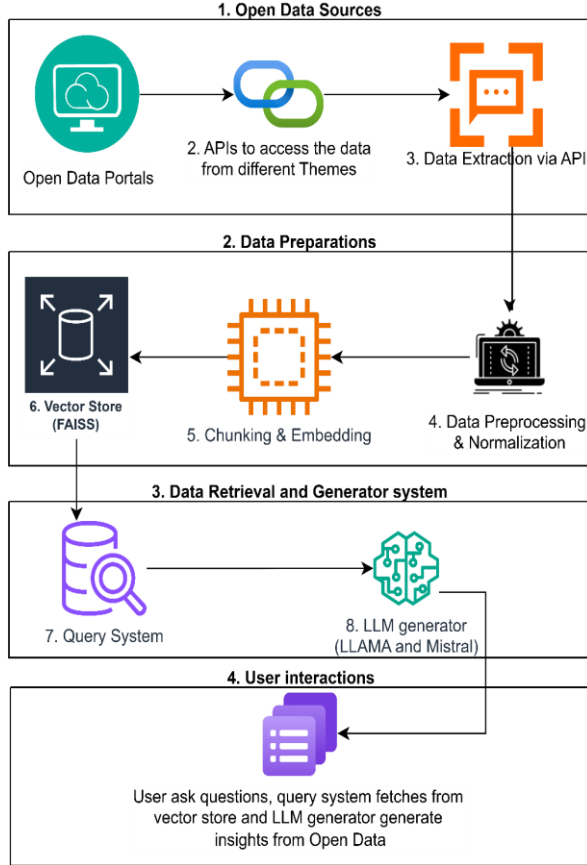 1. Open Data Sources
Open Data Portals
2. APIs to access the data
from different Themes
3. Data Extraction via API
2. Data Preparations
6. Vector Store
(FAISS)
5. Chunking & Embedding
4. Data Preprocessing
& Normalization
3. Data Retrieval and Generator system
7. Query System
8. LLM generator
(LLAMA and Mistral)
4. User interactions
User ask questions, query system fetches from
vector store and LLM generator generate
insights from Open Data